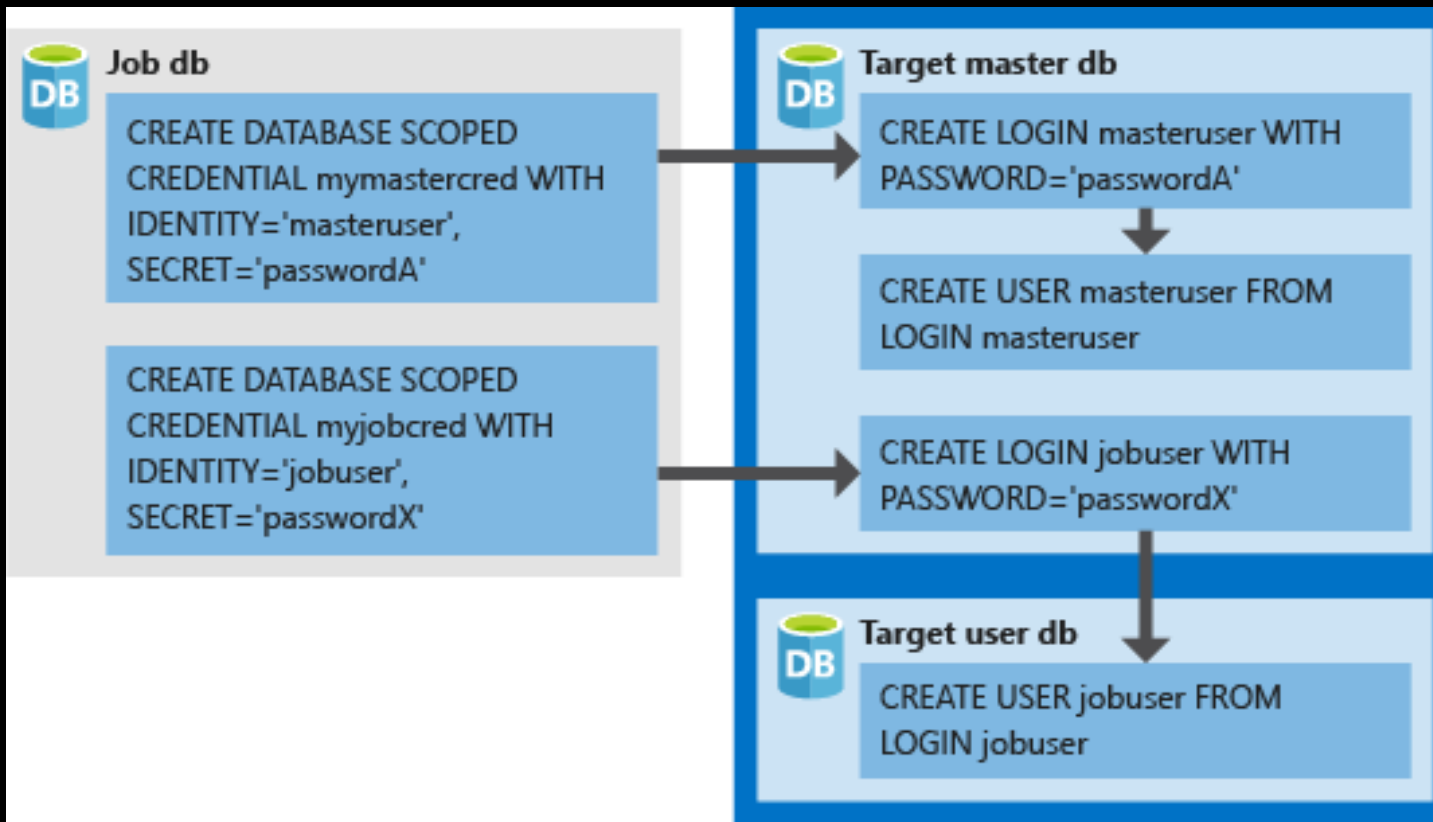 DB
Job db
CREATE DATABASE SCOPED
CREDENTIAL mymastercred WITH
IDENTITY='masteruser',
SECRET='passwordA'
CREATE DATABASE SCOPED
CREDENTIAL myjobcred WITH
IDENTITY='jobuser',
SECRET='passwordX'
DB
Target master db
CREATE LOGIN masteruser WITH
PASSWORD='passwordA'
CREATE USER masteruser FROM
LOGIN masteruser
CREATE LOGIN jobuser WITH
PASSWORD='passwordX'
DB
Target user db
CREATE USER jobuser FROM
LOGIN jobuser